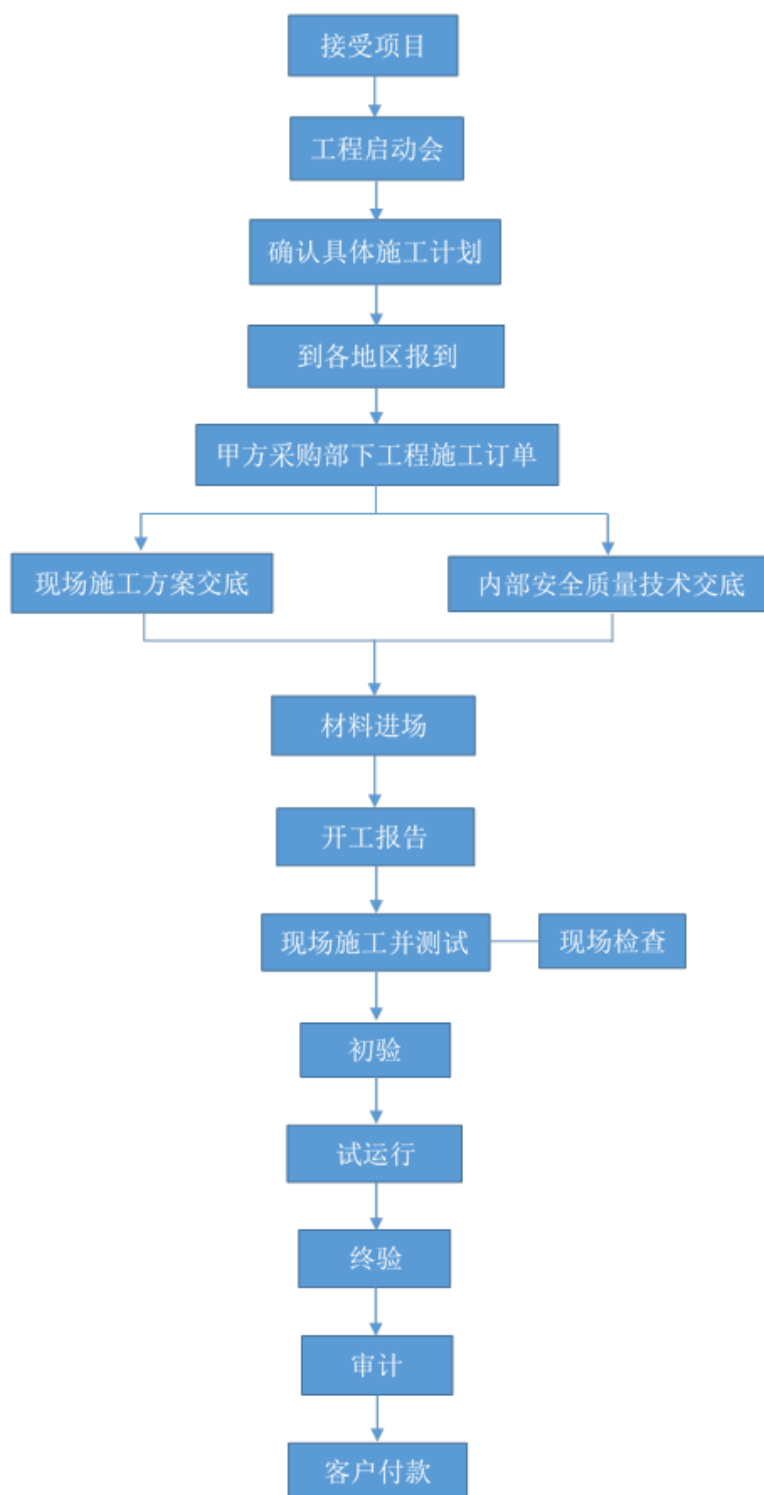 接受项目
工程启动会
确认具体施工计划
到各地区报到
甲方采购部下工程施工订单
现场施工方案交底
内部安全质量技术交底
材料进场
开工报告
现场施工并测试
现场检查
初验
试运行
终验
审计
客户付款